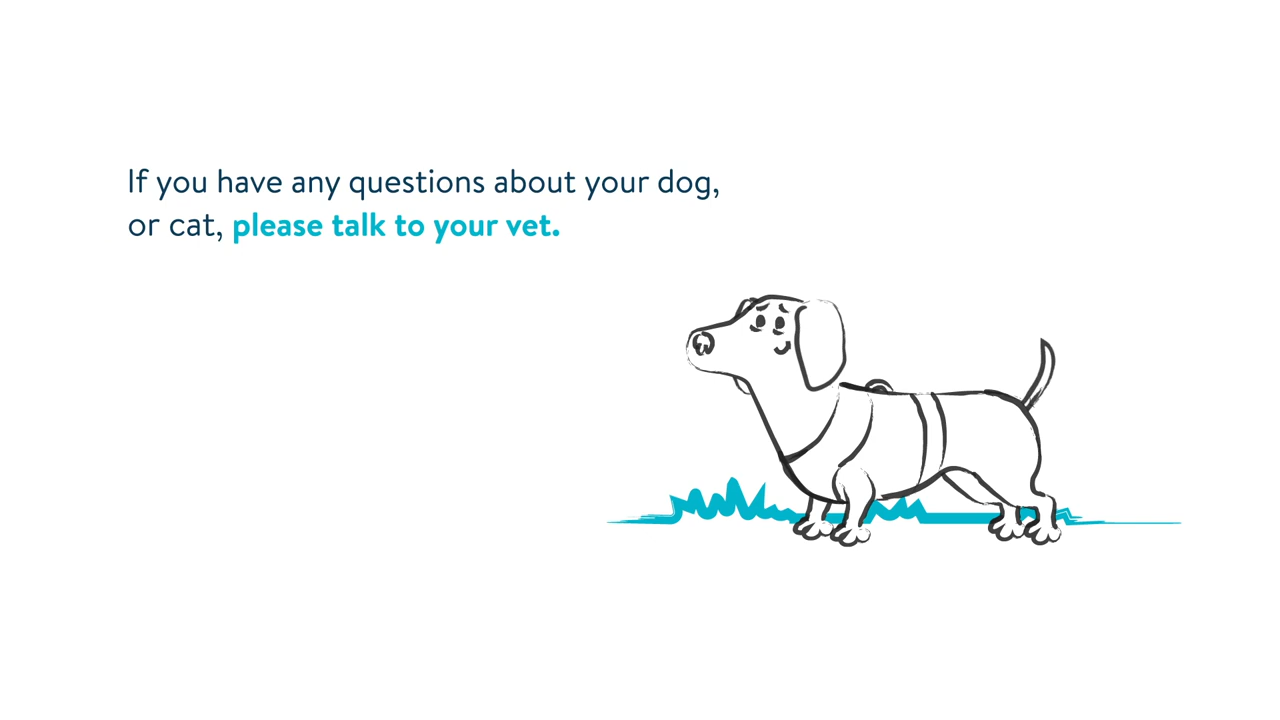 If you have any questions about your dog,
or cat, please talk to your vet.